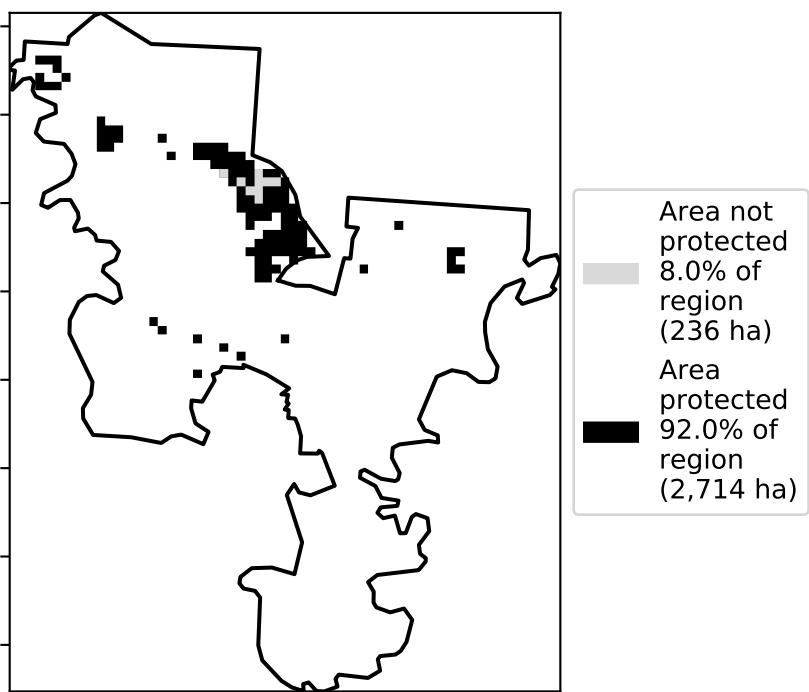 Area not
protected
8.0% of
region
(236 ha)
Area
protected
92.0% of
region
(2,714 ha)